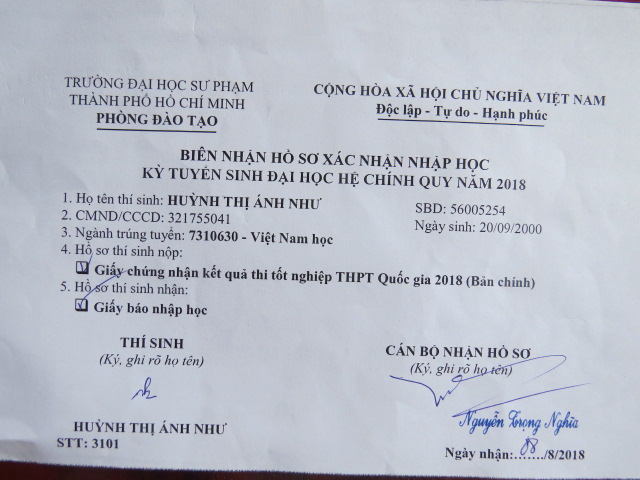 TRƯỜNG ĐẠI HỌC SƯ PHẠM
THÀNH PHỐ HỒ CHÍ MINH
PHÒNG ĐÀO TẠO
CỘNG HÒA XÃ HỘI CHỦ NGHĨA VIỆT NAM
Độc lập - Tự do - Hạnh phúc
BIÊN NHẬN HỒ SƠ XÁC NHẬN NHẬP HỌC
KỲ TUYỂN SINH ĐẠI HỌC HỆ CHÍNH QUY NĂM 2018
1. Họ tên thí sinh: HUỲNH THỊ ÁNH NHƯ SBD: 56005254
2. CMND/CCCD: 321755041 Ngày sinh: 20/09/2000
3. Ngành trúng tuyển: 7310630 - Việt Nam học
4. Hồ sơ thí sinh nộp:
☑ Giấy chứng nhận kết quả thi tốt nghiệp THPT Quốc gia 2018 (Bản chính)
5. Hồ sơ thí sinh nhận:
☑ Giấy báo nhập học
THÍ SINH
(Ký, ghi rõ họ tên)
HUỲNH THỊ ÁNH NHƯ
STT: 3101
CÁN BỘ NHẬN HỒ SƠ
(Ký, ghi rõ họ tên)
Nguyễn Trọng Nghĩa
Ngày nhận: 08/8/2018